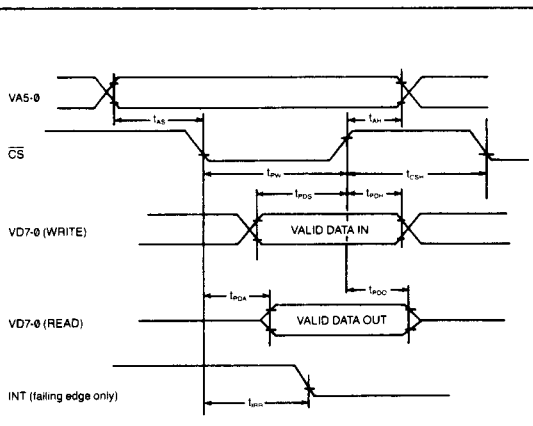 VA5-0
tAS
tAH
CS
tPW
tCSH
tPDS
tPDH
VD7-0 (WRITE)
VALID DATA IN
tPDA
tPDO
VD7-0 (READ)
VALID DATA OUT
INT (falling edge only)
tIRR